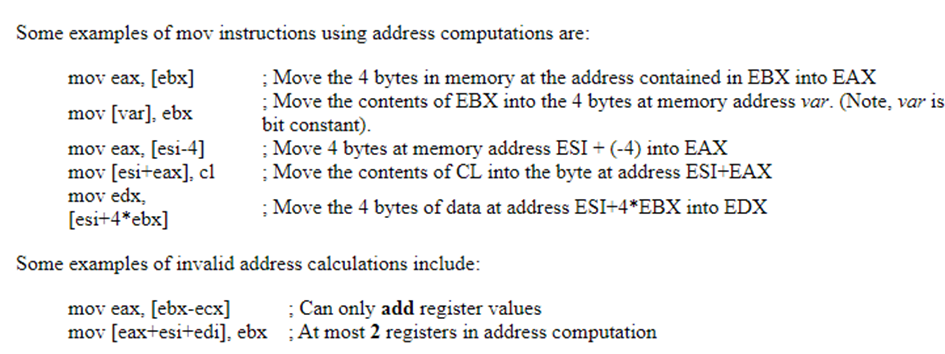 Some examples of mov instructions using address computations are:
mov eax, [ebx] ; Move the 4 bytes in memory at the address contained in EBX into EAX
mov [var], ebx ; Move the contents of EBX into the 4 bytes at memory address var. (Note, var is
bit constant).
mov eax, [esi-4] ; Move 4 bytes at memory address ESI + (-4) into EAX
mov [esi+eax], cl ; Move the contents of CL into the byte at address ESI+EAX
mov edx,
[esi+4*ebx] ; Move the 4 bytes of data at address ESI+4*EBX into EDX
Some examples of invalid address calculations include:
mov eax, [ebx-ecx] ; Can only add register values
mov [eax+esi+edi], ebx ; At most 2 registers in address computation